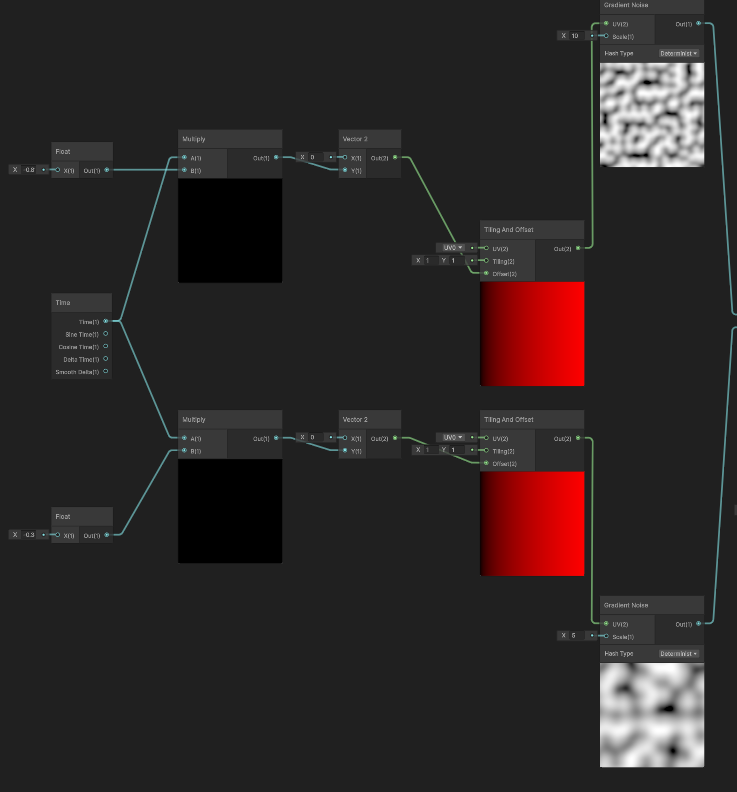 Gradient Noise
UV(2) Out(1)
X 10 Scale(1)
Hash Type Determinist
Multiply
Vector 2
Float
A(1) Out(1)
X 0 X(1) Out(2)
X -0.8 X(1) Out(1)
B(1)
Y(1)
Tiling And Offset
UV0 UV(2) Out(2)
X 1 Y 1 Tiling(2)
Offset(2)
Time
Time(1)
Sine Time(1)
Cosine Time(1)
Delta Time(1)
Smooth Delta(1)
Multiply
Vector 2
Tiling And Offset
A(1) Out(1)
X 0 X(1) Out(2)
UV0 UV(2) Out(2)
B(1)
Y(1)
X 1 Y 1 Tiling(2)
Offset(2)
Float
X -0.3 X(1) Out(1)
Gradient Noise
UV(2) Out(1)
X 5 Scale(1)
Hash Type Determinist